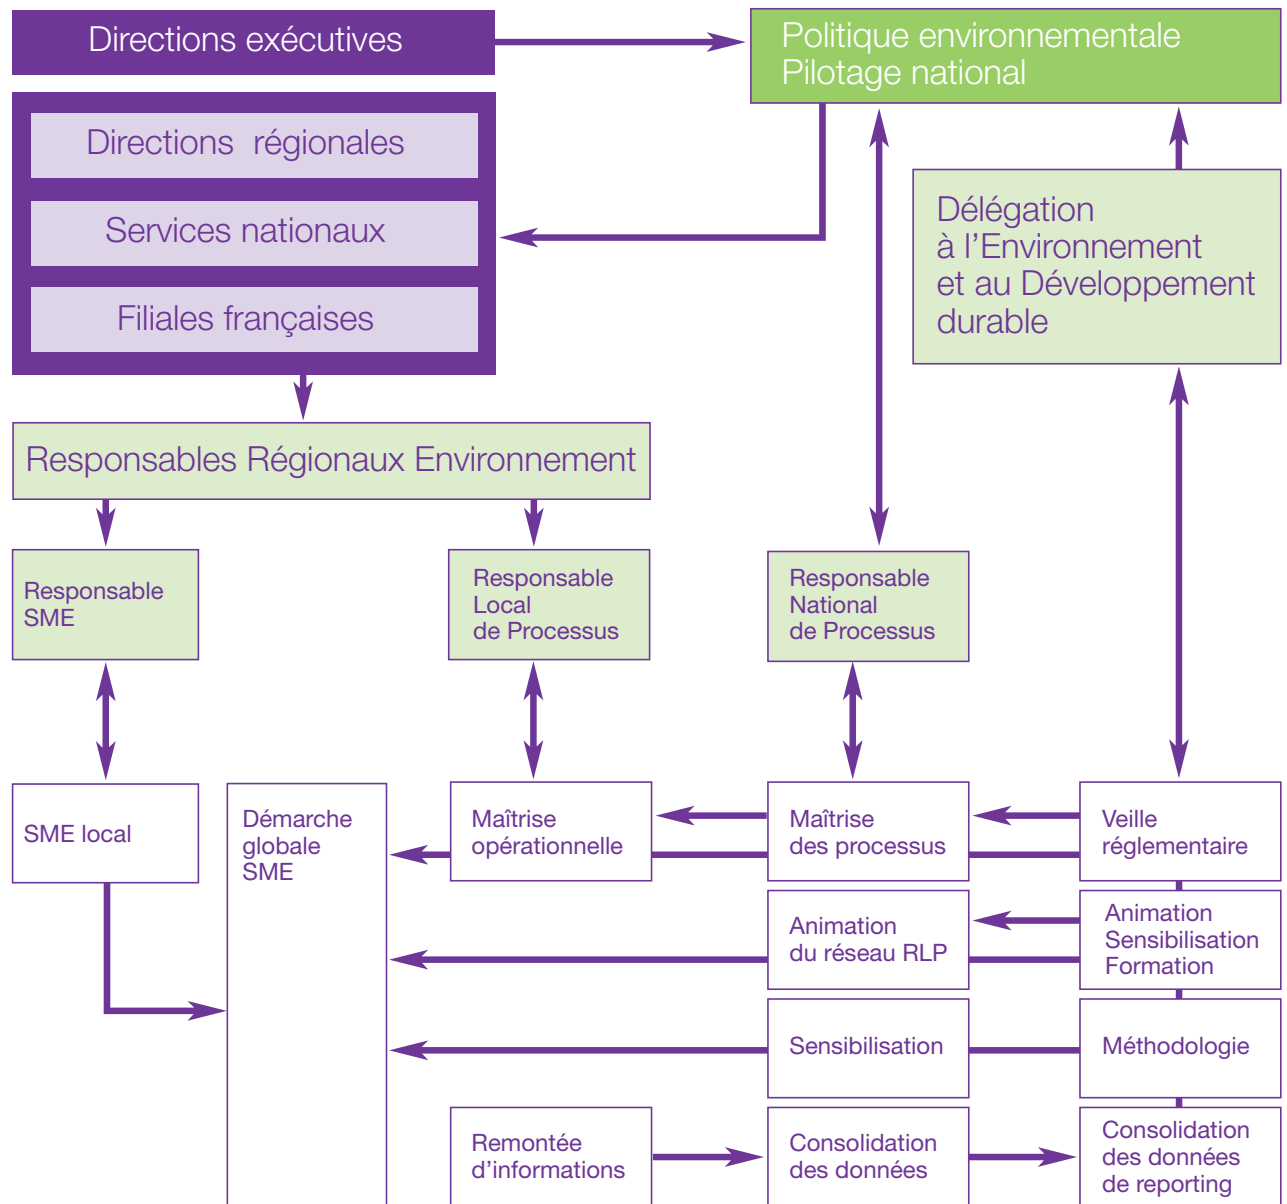 Directions exécutives
Politique environnementale
Pilotage national
Directions régionales
Services nationaux
Filiales françaises
Délégation
à l'Environnement
et au Développement
durable
Responsables Régionaux Environnement
Responsable
SME
Responsable
Local
de Processus
Responsable
National
de Processus
SME local
Démarche
globale
SME
Maîtrise
opérationnelle
Maîtrise
des processus
Veille
réglementaire
Animation
du réseau RLP
Animation
Sensibilisation
Formation
Sensibilisation
Méthodologie
Remontée
d'informations
Consolidation
des données
Consolidation
des données
de reporting